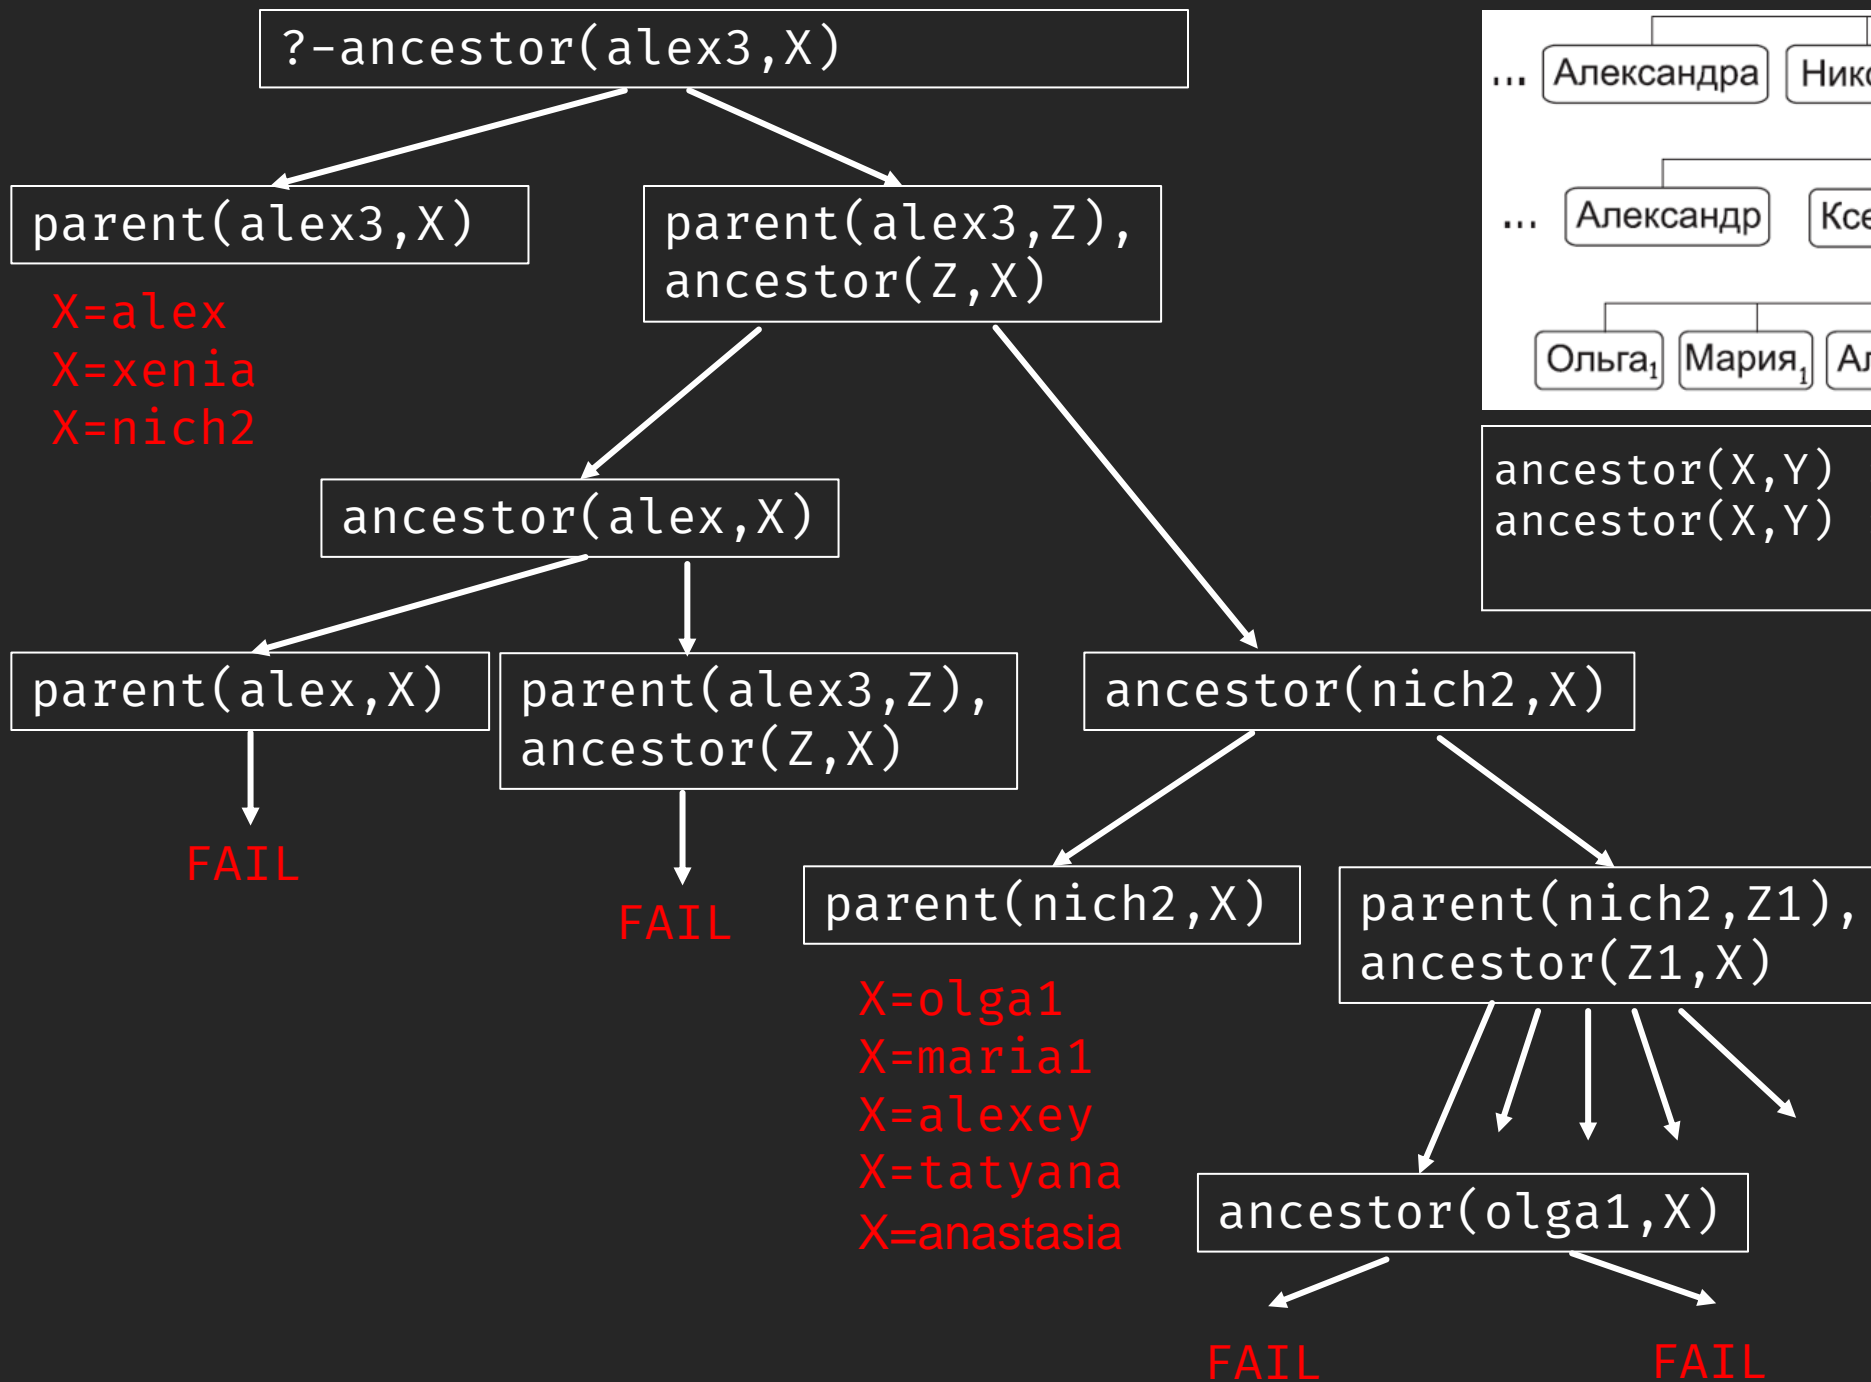 ?-ancestor(alex3,X)
... Александра
parent(alex3,X)
parent(alex3,Z),
ancestor(Z,X)
... Александр
X=alex
X=xenia
X=nich2
Ольга1 Мария1
ancestor(X,Y)
ancestor(X,Y)
ancestor(alex,X)
parent(alex,X)
parent(alex3,Z),
ancestor(Z,X)
ancestor(nich2,X)
FAIL
FAIL
parent(nich2,X)
parent(nich2,Z1),
ancestor(Z1,X)
X=olga1
X=maria1
X=alexey
X=tatyana
X=anastasia
ancestor(olga1,X)
FAIL
FAIL